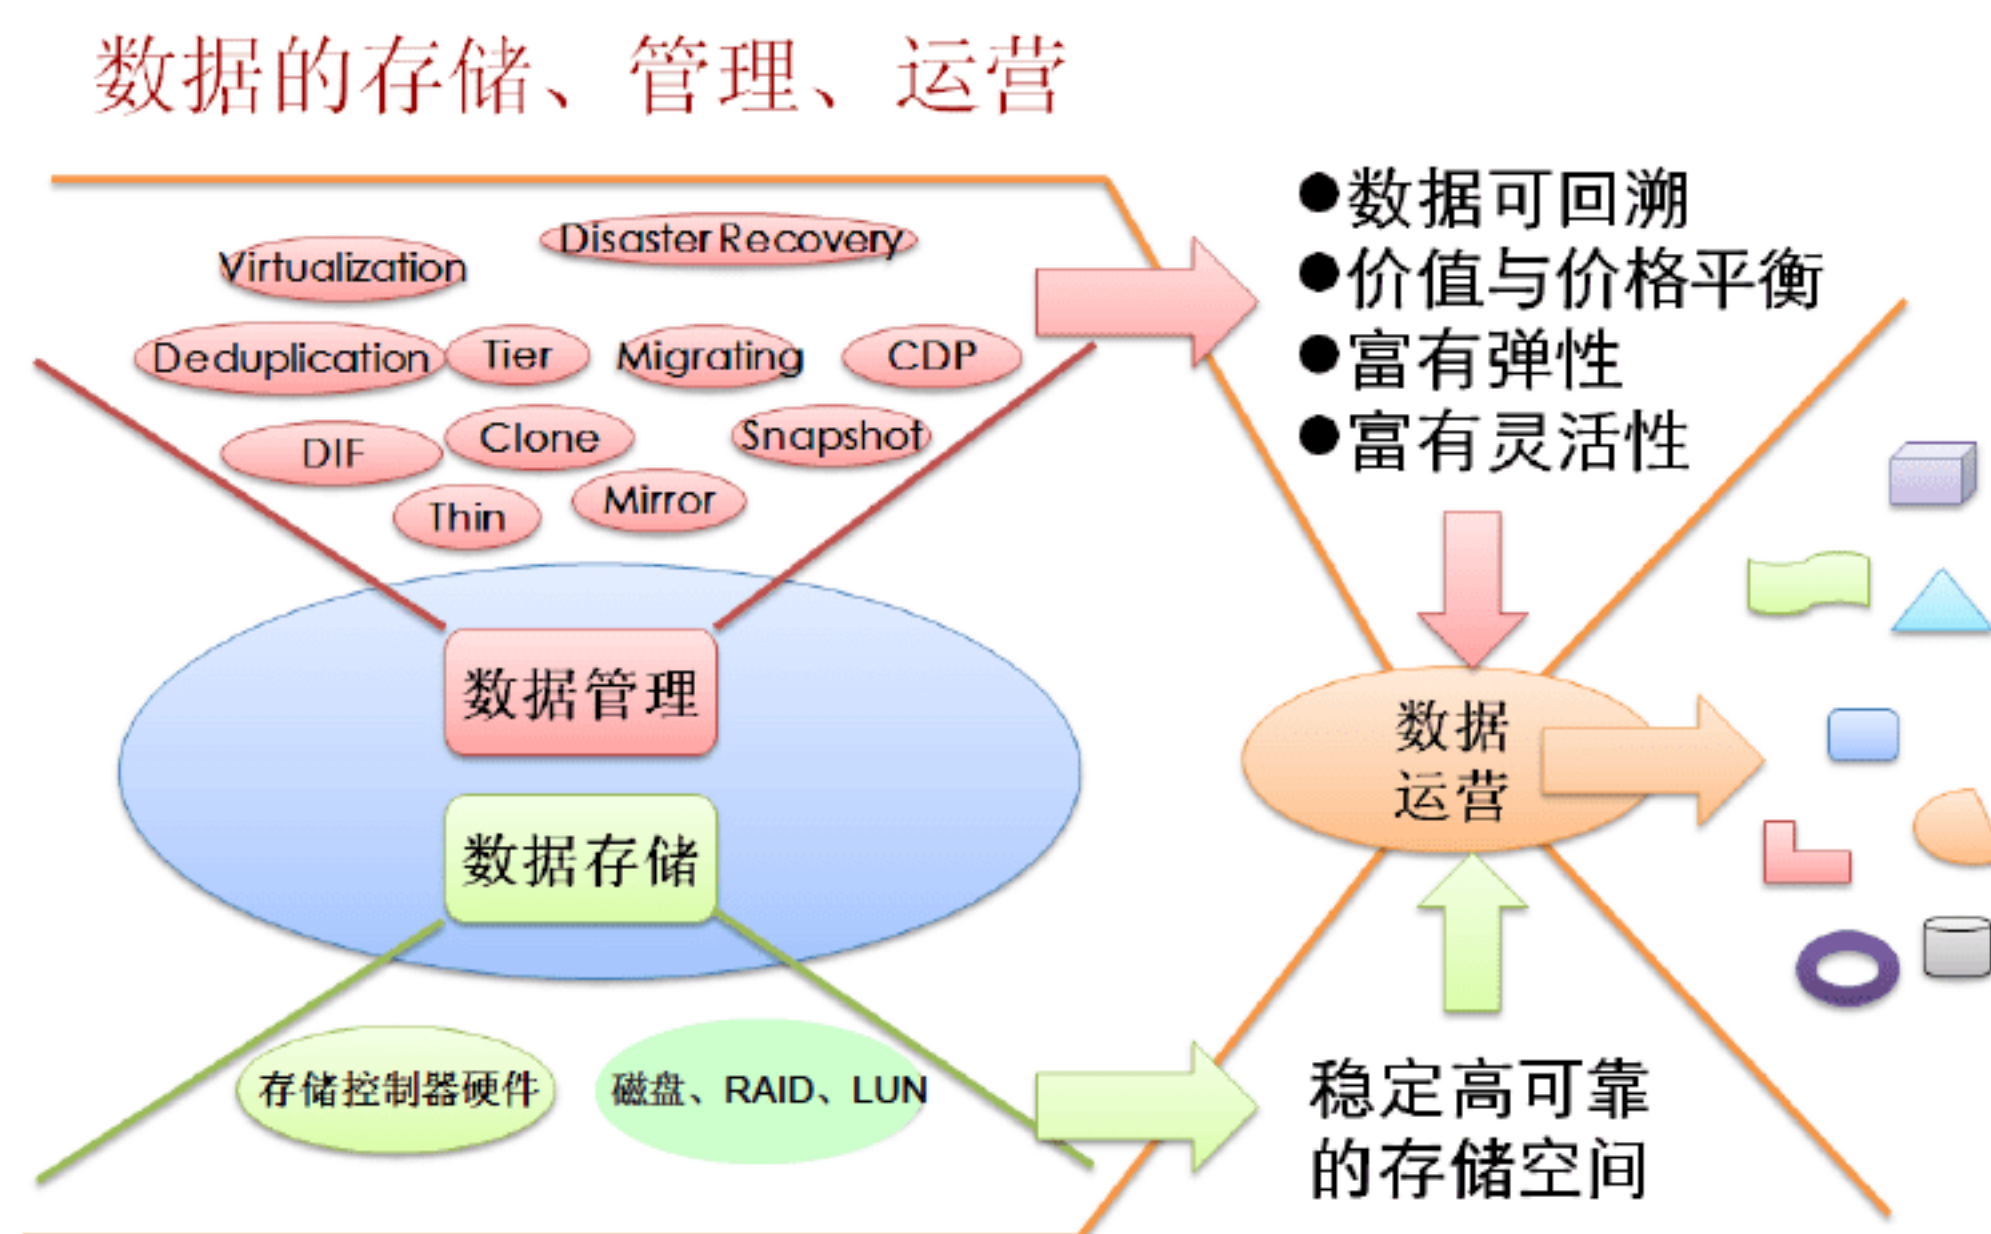 数据的存储、管理、运营
Virtualization
Disaster Recovery
Deduplication
Tier
Migrating
CDP
DIF
Clone
Snapshot
Thin
Mirror
●数据可回溯
●价值与价格平衡
●富有弹性
●富有灵活性
数据管理
数据存储
数据
运营
存储控制器硬件
磁盘、RAID、LUN
稳定高可靠
的存储空间